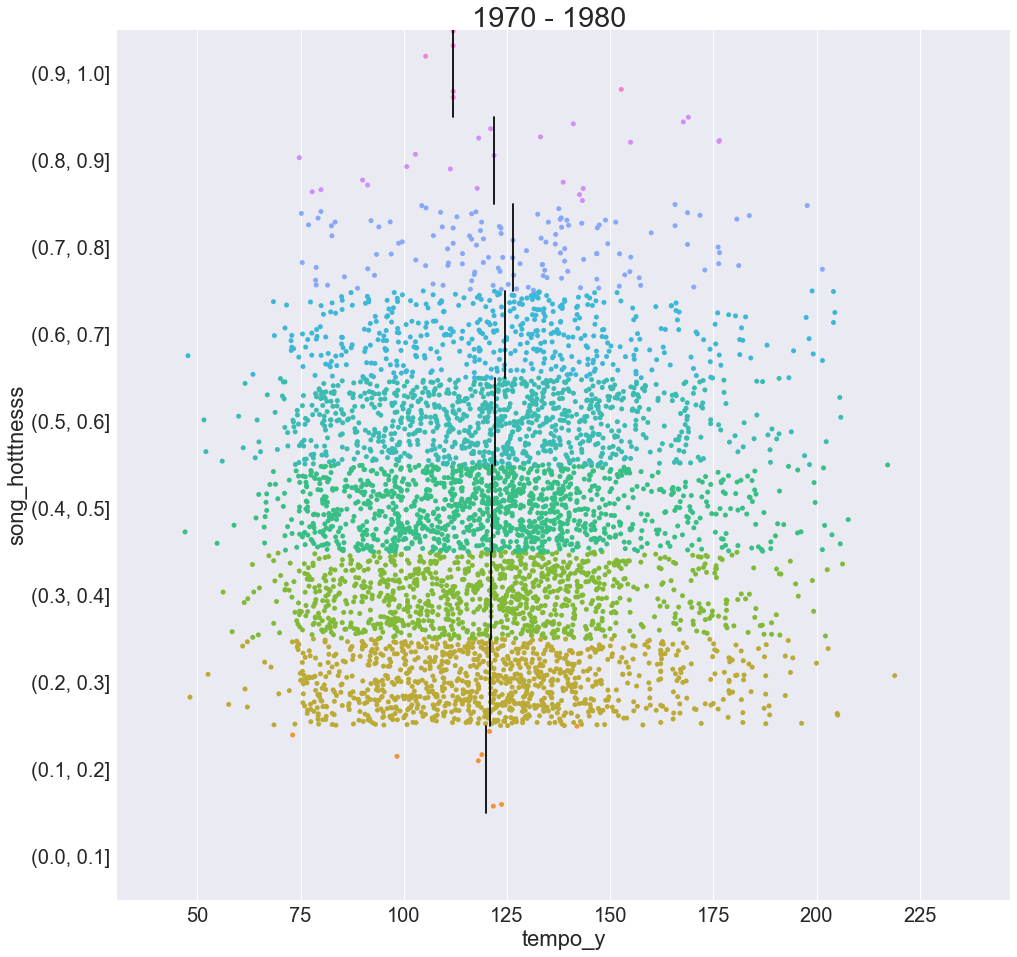 1970 - 1980
song_hotttnesss
(0.9, 1.0]
(0.8, 0.9]
(0.7, 0.8]
(0.6, 0.7]
(0.5, 0.6]
(0.4, 0.5]
(0.3, 0.4]
(0.2, 0.3]
(0.1, 0.2]
(0.0, 0.1]
50 75 100 125 150 175 200 225
tempo_y